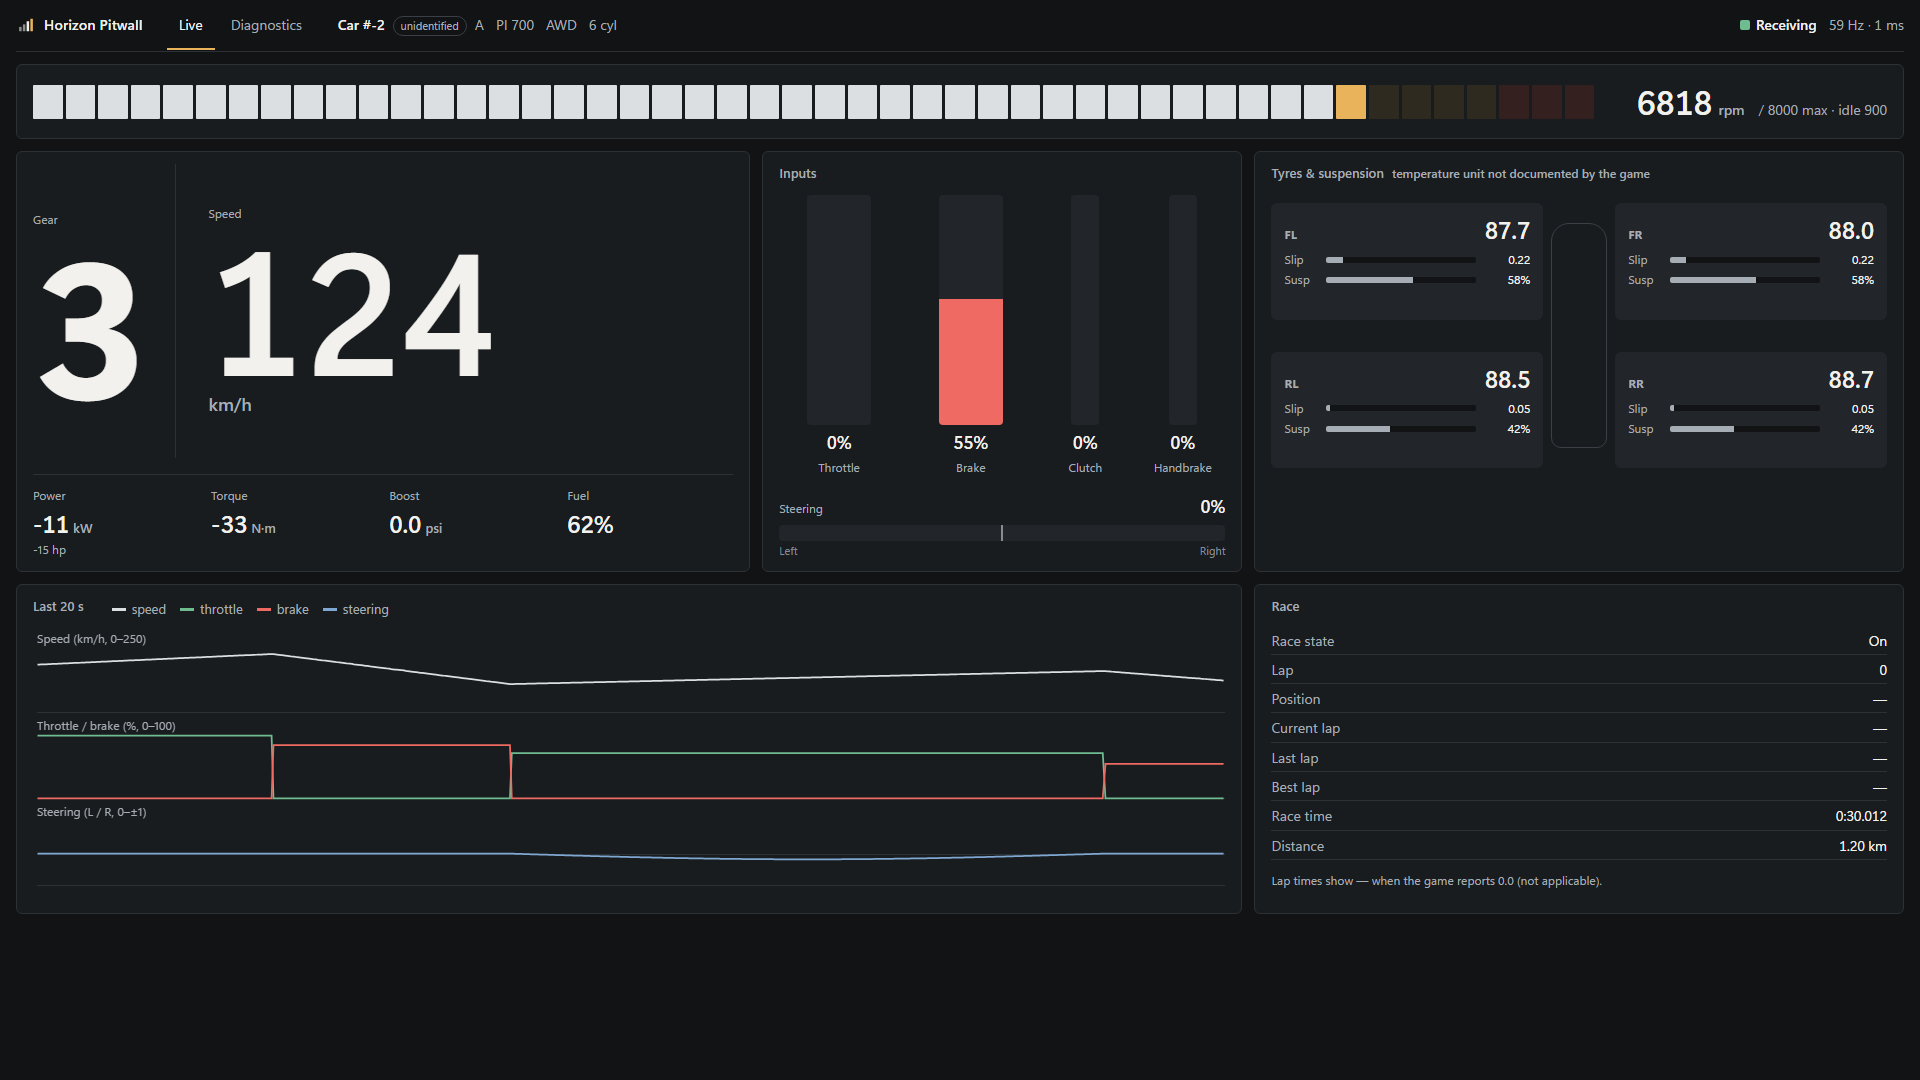 Horizon Pitwall Live Diagnostics Car #-2 unidentified A PI 700 AWD 6 cyl Receiving 59 Hz · 1 ms
6818 rpm / 8000 max · idle 900
Gear
3
Speed
124
km/h
Power
-11 kW
-15 hp
Torque
-33 N·m
Boost
0.0 psi
Fuel
62%
Inputs
0%
Throttle
55%
Brake
0%
Clutch
0%
Handbrake
Steering 0%
Left Right
Tyres & suspension temperature unit not documented by the game
FL 87.7
Slip 0.22
Susp 58%
FR 88.0
Slip 0.22
Susp 58%
RL 88.5
Slip 0.05
Susp 42%
RR 88.7
Slip 0.05
Susp 42%
Last 20 s speed throttle brake steering
Speed (km/h, 0–250)
Throttle / brake (%, 0–100)
Steering (L / R, 0–±1)
Race
Race state On
Lap 0
Position —
Current lap —
Last lap —
Best lap —
Race time 0:30.012
Distance 1.20 km
Lap times show — when the game reports 0.0 (not applicable).